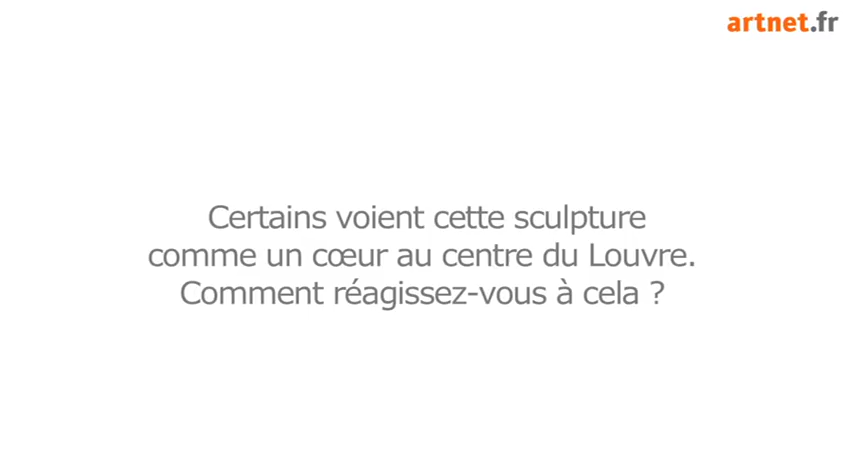 artnet.fr
Certains voient cette sculpture
comme un cœur au centre du Louvre.
Comment réagissez-vous à cela ?